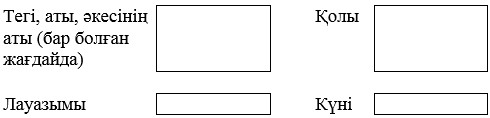 Тегі, аты, әкесінің
аты (бар болған
жағдайда)
Қолы
Лауазымы
Күні